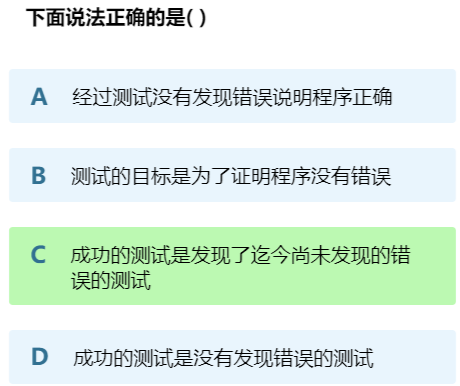 下面说法正确的是( )
A 经过测试没有发现错误说明程序正确
B 测试的目标是为了证明程序没有错误
C 成功的测试是发现了迄今尚未发现的错
误的测试
D 成功的测试是没有发现错误的测试